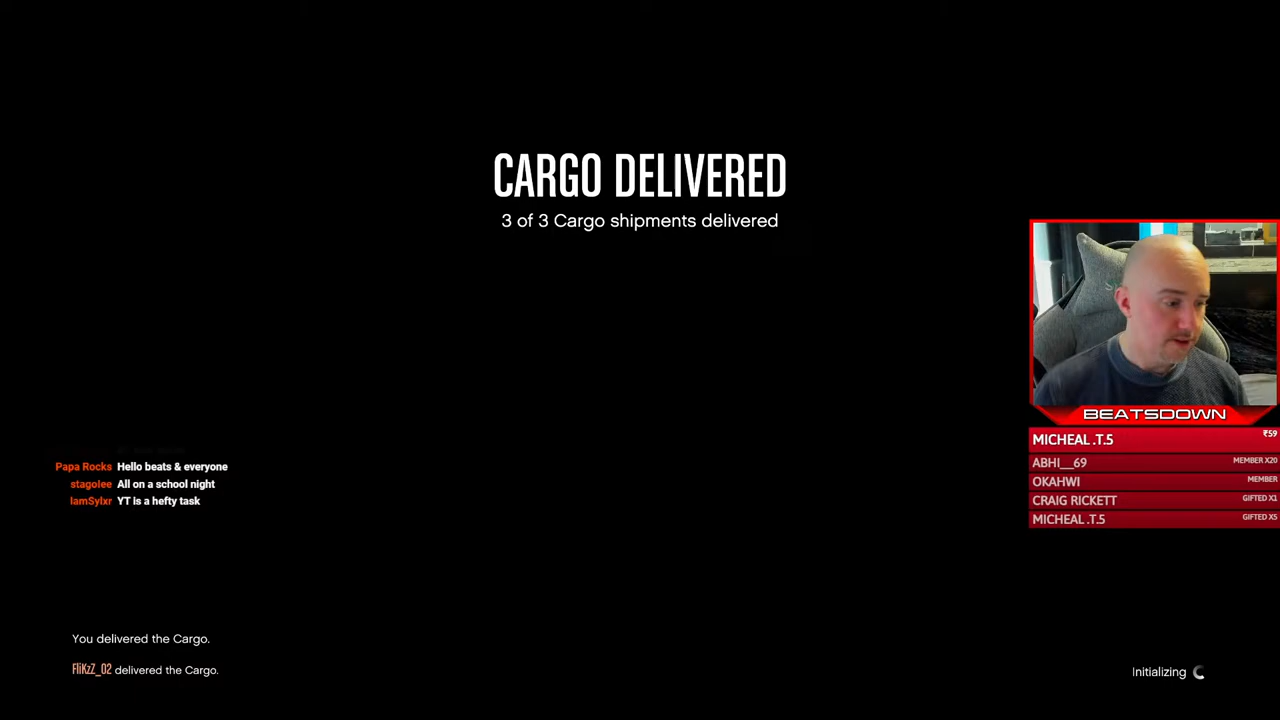 CARGO DELIVERED
3 of 3 Cargo shipments delivered
BEATSDOWN
MICHEAL .T.5 ₹59
ABHI__69 MEMBER X20
OKAHWI MEMBER
CRAIG RICKETT GIFTED X1
MICHEAL .T.5 GIFTED X5
Papa Rocks Hello beats & everyone
stagolee All on a school night
IamSylxr YT is a hefty task
You delivered the Cargo.
FliKzZ_02 delivered the Cargo.
Initializing